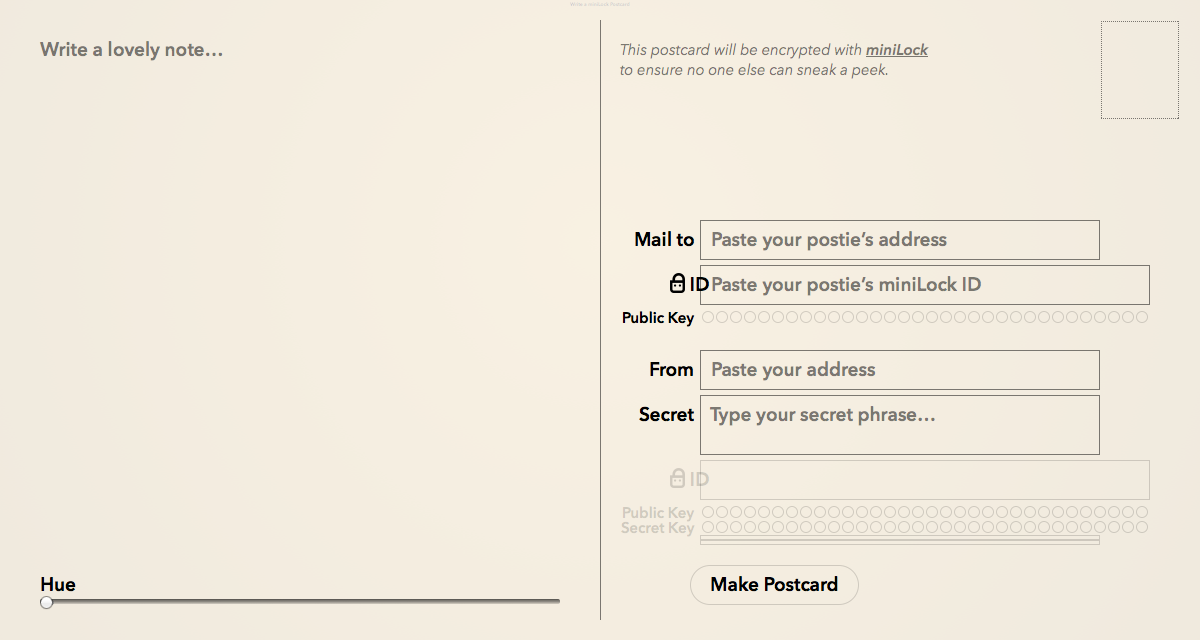 Write a miniLock Postcard
Write a lovely note…
This postcard will be encrypted with miniLock
to ensure no one else can sneak a peek.
Mail to
Paste your postie’s address
ID
Paste your postie’s miniLock ID
Public Key
From
Paste your address
Secret
Type your secret phrase…
ID
Public Key
Secret Key
Hue
Make Postcard